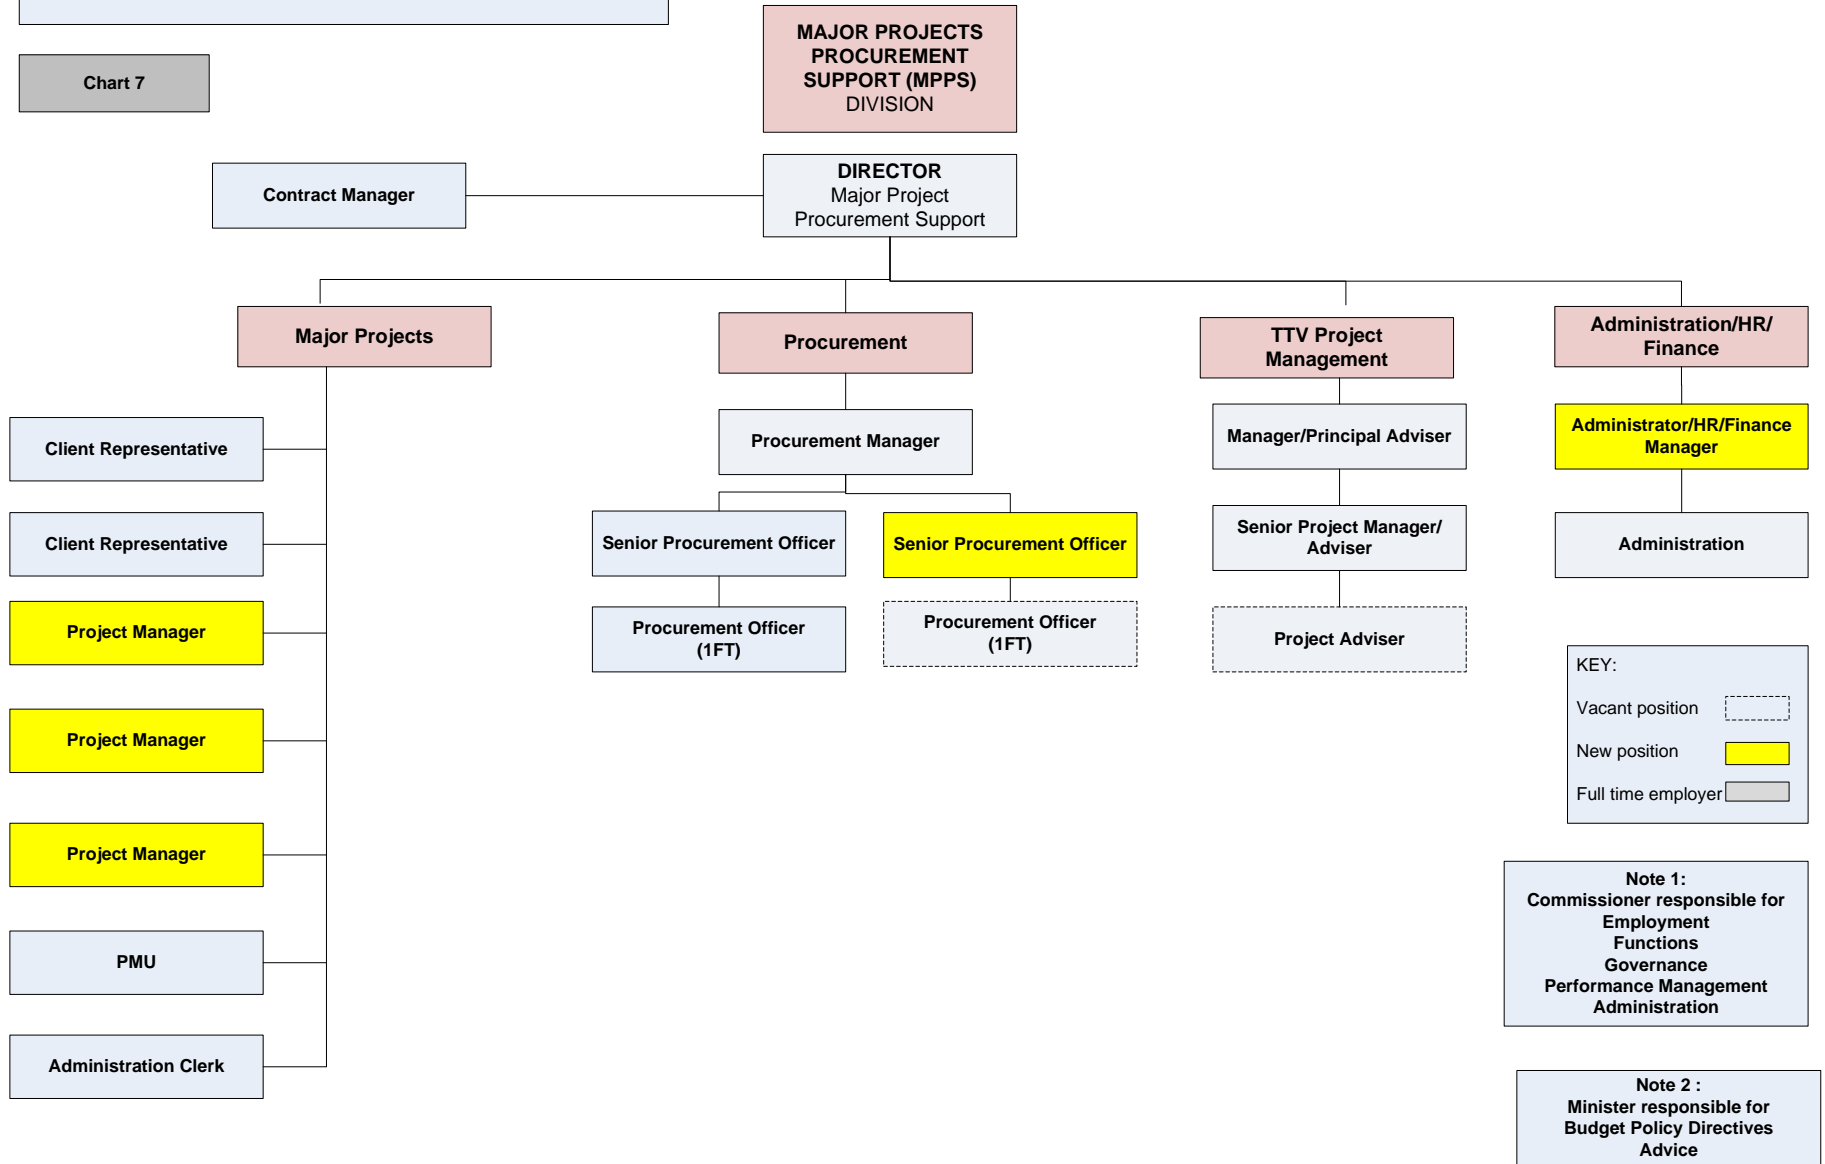 Chart 7
MAJOR PROJECTS
PROCUREMENT
SUPPORT (MPPS)
DIVISION
Contract Manager
DIRECTOR
Major Project
Procurement Support
Major Projects
Procurement
TTV Project
Management
Administration/HR/
Finance
Client Representative
Client Representative
Project Manager
Project Manager
Project Manager
PMU
Administration Clerk
Procurement Manager
Senior Procurement Officer
Senior Procurement Officer
Procurement Officer
(1FT)
Procurement Officer
(1FT)
Manager/Principal Adviser
Senior Project Manager/
Adviser
Project Adviser
Administrator/HR/Finance
Manager
Administration
KEY:
Vacant position
New position
Full time employer
Note 1:
Commissioner responsible for
Employment
Functions
Governance
Performance Management
Administration
Note 2 :
Minister responsible for
Budget Policy Directives
Advice